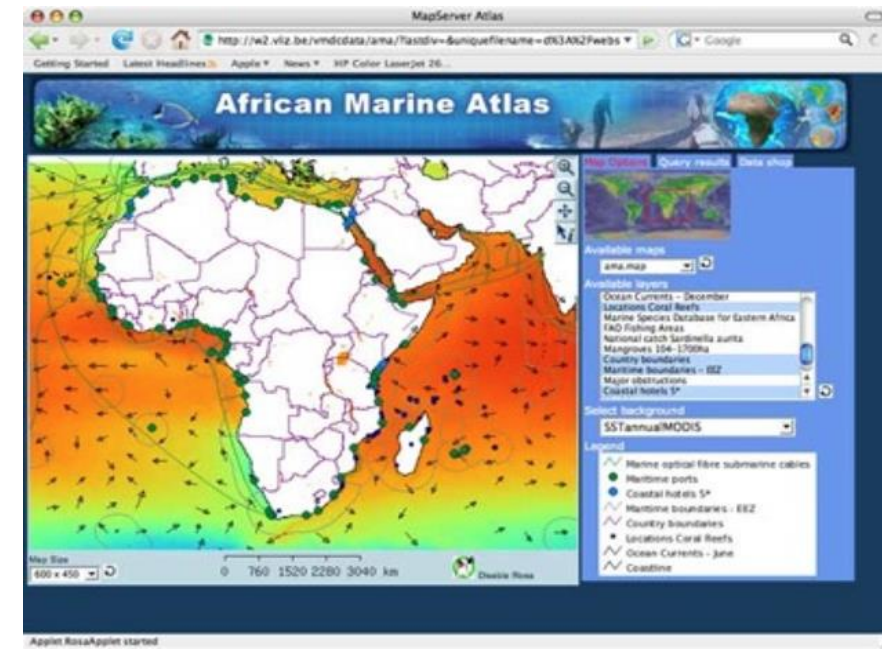 MapServer Atlas
http://w2.vliz.be/vmdcdata/ama/?lastdiv=&uniquefilename=d%3A%2Fwebs
Google
Getting Started Latest Headlines Apple News HP Color LaserJet 26...
African Marine Atlas
Map Options Query results Data shop
Available maps
ama.map
Available layers
Ocean Currents - December
Locations Coral Reefs
Marine Species Database for Eastern Africa
FAO Fishing Areas
National catch Sardinella aurita
Mangroves 104-1700ha
Country boundaries
Maritime boundaries - EEZ
Major obstructions
Coastal hotels 5*
Select background
SSTannualMODIS
Legend
Marine optical fibre submarine cables
Maritime ports
Coastal hotels 5*
Maritime boundaries - EEZ
Country boundaries
Locations Coral Reefs
Ocean Currents - June
Coastline
Map Size
600 x 450
0 760 1520 2280 3040 km
Disable Rosa
Applet RosaApplet started